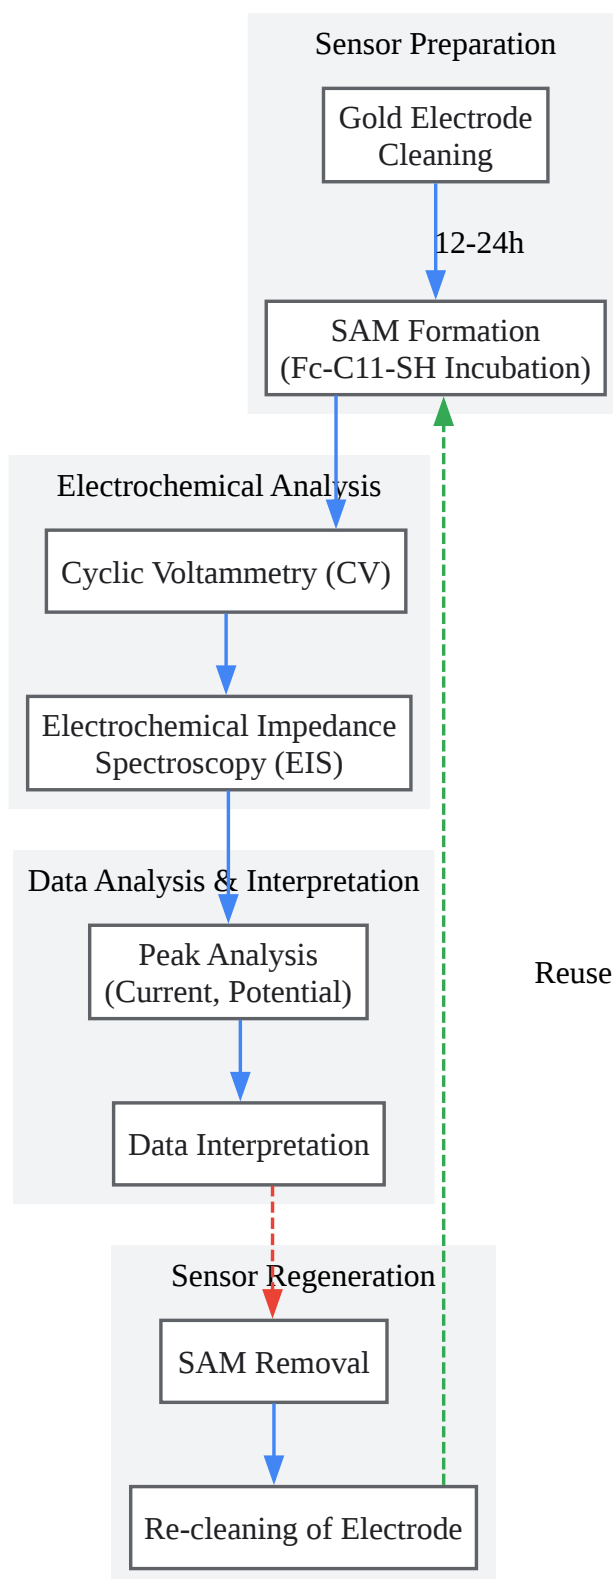 Sensor Preparation
Gold Electrode
Cleaning
12-24h
SAM Formation
(Fc-C11-SH Incubation)
Electrochemical Analysis
Cyclic Voltammetry (CV)
Electrochemical Impedance
Spectroscopy (EIS)
Data Analysis & Interpretation
Peak Analysis
(Current, Potential)
Reuse
Data Interpretation
Sensor Regeneration
SAM Removal
Re-cleaning of Electrode